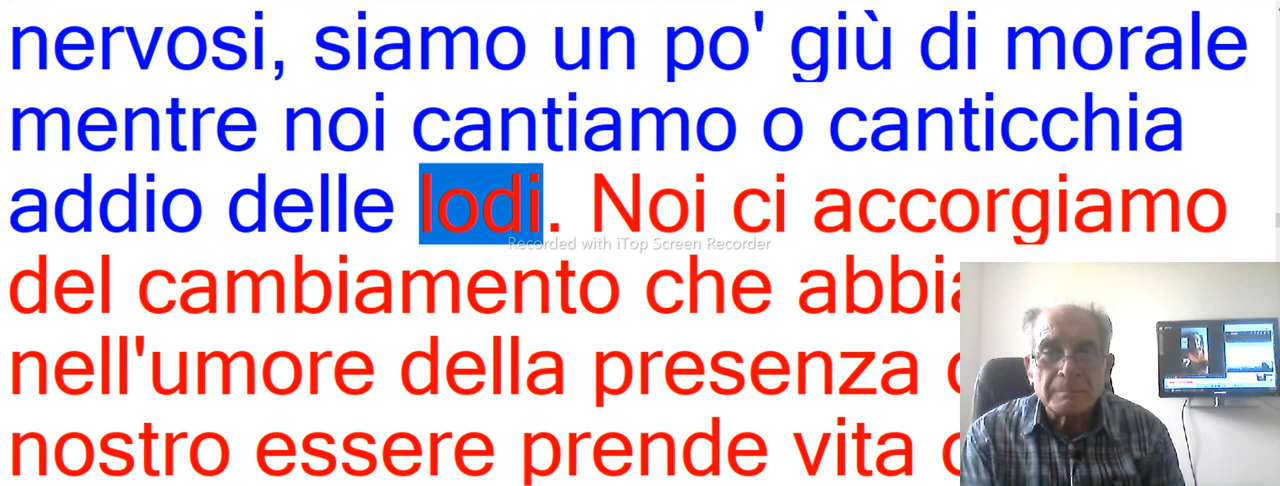 nervosi, siamo un po' giù di morale
mentre noi cantiamo o canticchia
addio delle lodi. Noi ci accorgiamo
Recorded with iTop Screen Recorder
del cambiamento che
nell'umore della presenza
nostro essere prende vita